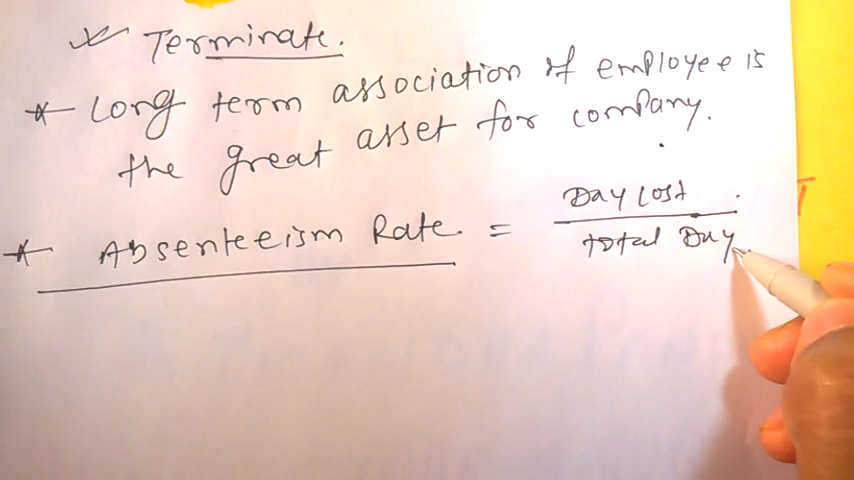 Terminate.
* Long term association of employee is
the great asset for company.
* Absenteeism Rate. = Day Lost / total Day